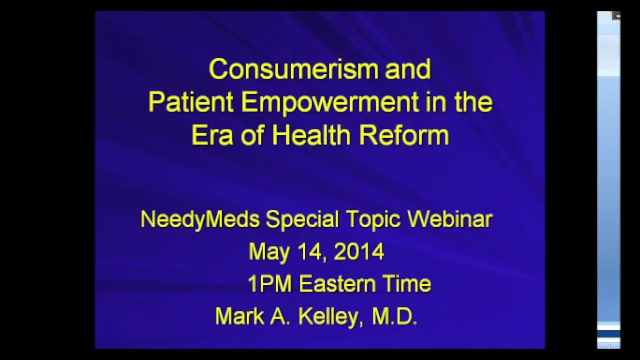 Consumerism and
Patient Empowerment in the
Era of Health Reform
NeedyMeds Special Topic Webinar
May 14, 2014
1PM Eastern Time
Mark A. Kelley, M.D.